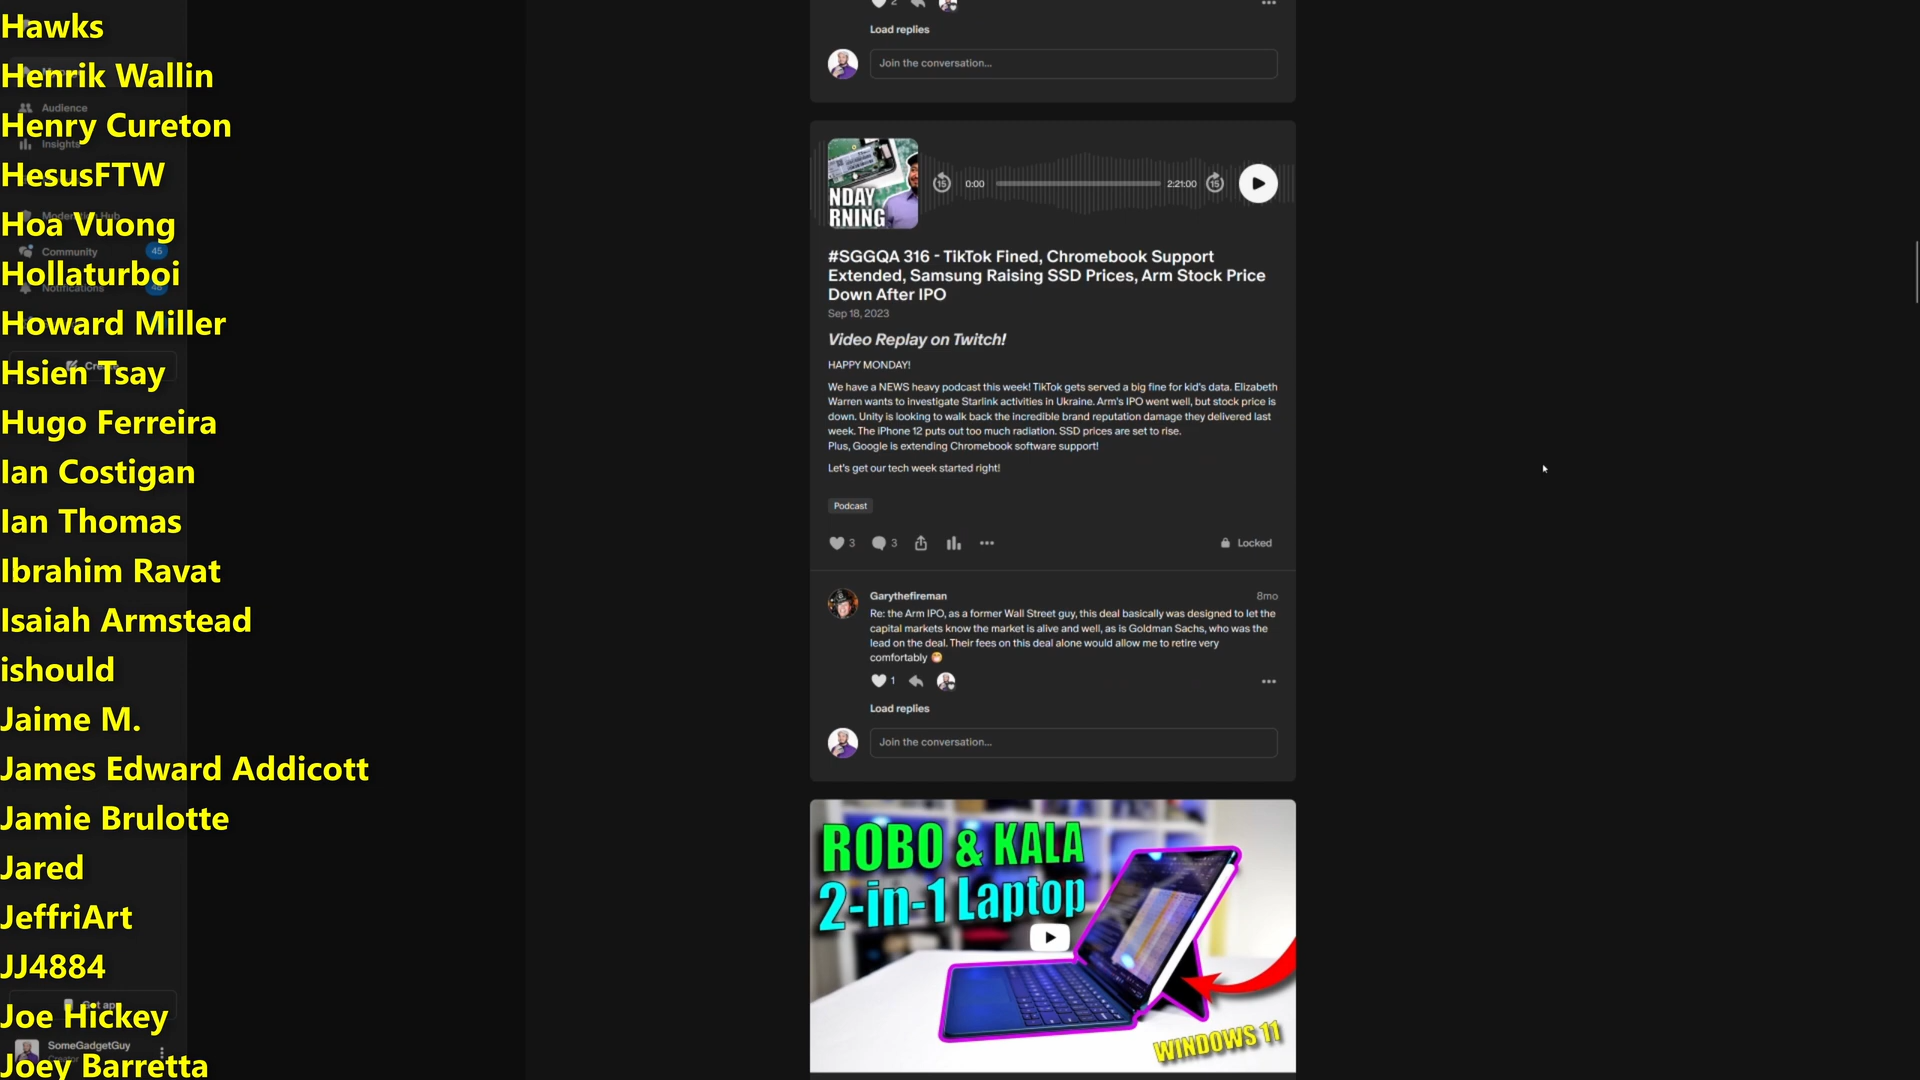 Hawks
Henrik Wallin
Audience
Henry Cureton
Insights
HesusFTW
Hoa Vuong
Community 45
Hollaturboi
Notifications
Howard Miller
Hsien Tsay
Hugo Ferreira
Ian Costigan
Ian Thomas
Ibrahim Ravat
Isaiah Armstead
ishould
Jaime M.
James Edward Addicott
Jamie Brulotte
Jared
JeffriArt
JJ4884
Joe Hickey
SomeGadgetGuy
Joey Barretta
2
Load replies
Join the conversation...
NDAY
RNING
15 0:00 2:21:00 15
#SGGQA 316 - TikTok Fined, Chromebook Support
Extended, Samsung Raising SSD Prices, Arm Stock Price
Down After IPO
Sep 18, 2023
Video Replay on Twitch!
HAPPY MONDAY!
We have a NEWS heavy podcast this week! TikTok gets served a big fine for kid's data. Elizabeth
Warren wants to investigate Starlink activities in Ukraine. Arm's IPO went well, but stock price is
down. Unity is looking to walk back the incredible brand reputation damage they delivered last
week. The iPhone 12 puts out too much radiation. SSD prices are set to rise.
Plus, Google is extending Chromebook software support!
Let's get our tech week started right!
Podcast
3 3 Locked
Garythefireman 8mo
Re: the Arm IPO, as a former Wall Street guy, this deal basically was designed to let the
capital markets know the market is alive and well, as is Goldman Sachs, who was the
lead on the deal. Their fees on this deal alone would allow me to retire very
comfortably
1
Load replies
Join the conversation...
ROBO & KALA
2-in-1 Laptop
WINDOWS 11